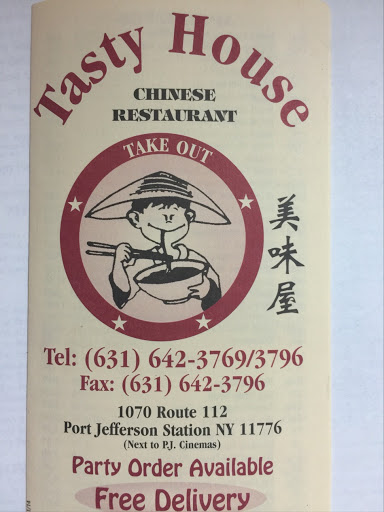 Tasty House
CHINESE
RESTAURANT
TAKE OUT
美味屋
Tel: (631) 642-3769/3796
Fax: (631) 642-3796
1070 Route 112
Port Jefferson Station NY 11776
(Next to P.J. Cinemas)
Party Order Available
Free Delivery